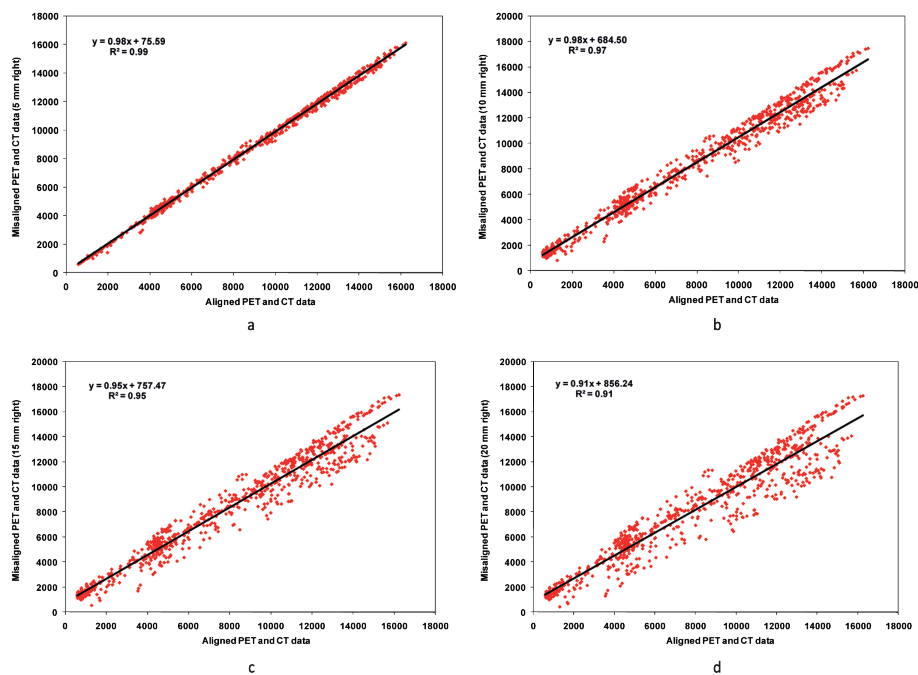 18000
16000
14000
12000
10000
8000
6000
4000
2000
0
Misaligned PET and CT data (5 mm right)
y = 0.98x + 75.59
R² = 0.99
0 2000 4000 6000 8000 10000 12000 14000 16000 18000
Aligned PET and CT data
a
20000
18000
16000
14000
12000
10000
8000
6000
4000
2000
0
Misaligned PET and CT data (10 mm right)
y = 0.98x + 684.50
R² = 0.97
0 2000 4000 6000 8000 10000 12000 14000 16000 18000
Aligned PET and CT data
b
20000
18000
16000
14000
12000
10000
8000
6000
4000
2000
0
Misaligned PET and CT data (15 mm right)
y = 0.95x + 757.47
R² = 0.95
0 2000 4000 6000 8000 10000 12000 14000 16000 18000
Aligned PET and CT data
c
20000
18000
16000
14000
12000
10000
8000
6000
4000
2000
0
Misaligned PET and CT data (20 mm right)
y = 0.91x + 856.24
R² = 0.91
0 2000 4000 6000 8000 10000 12000 14000 16000 18000
Aligned PET and CT data
d